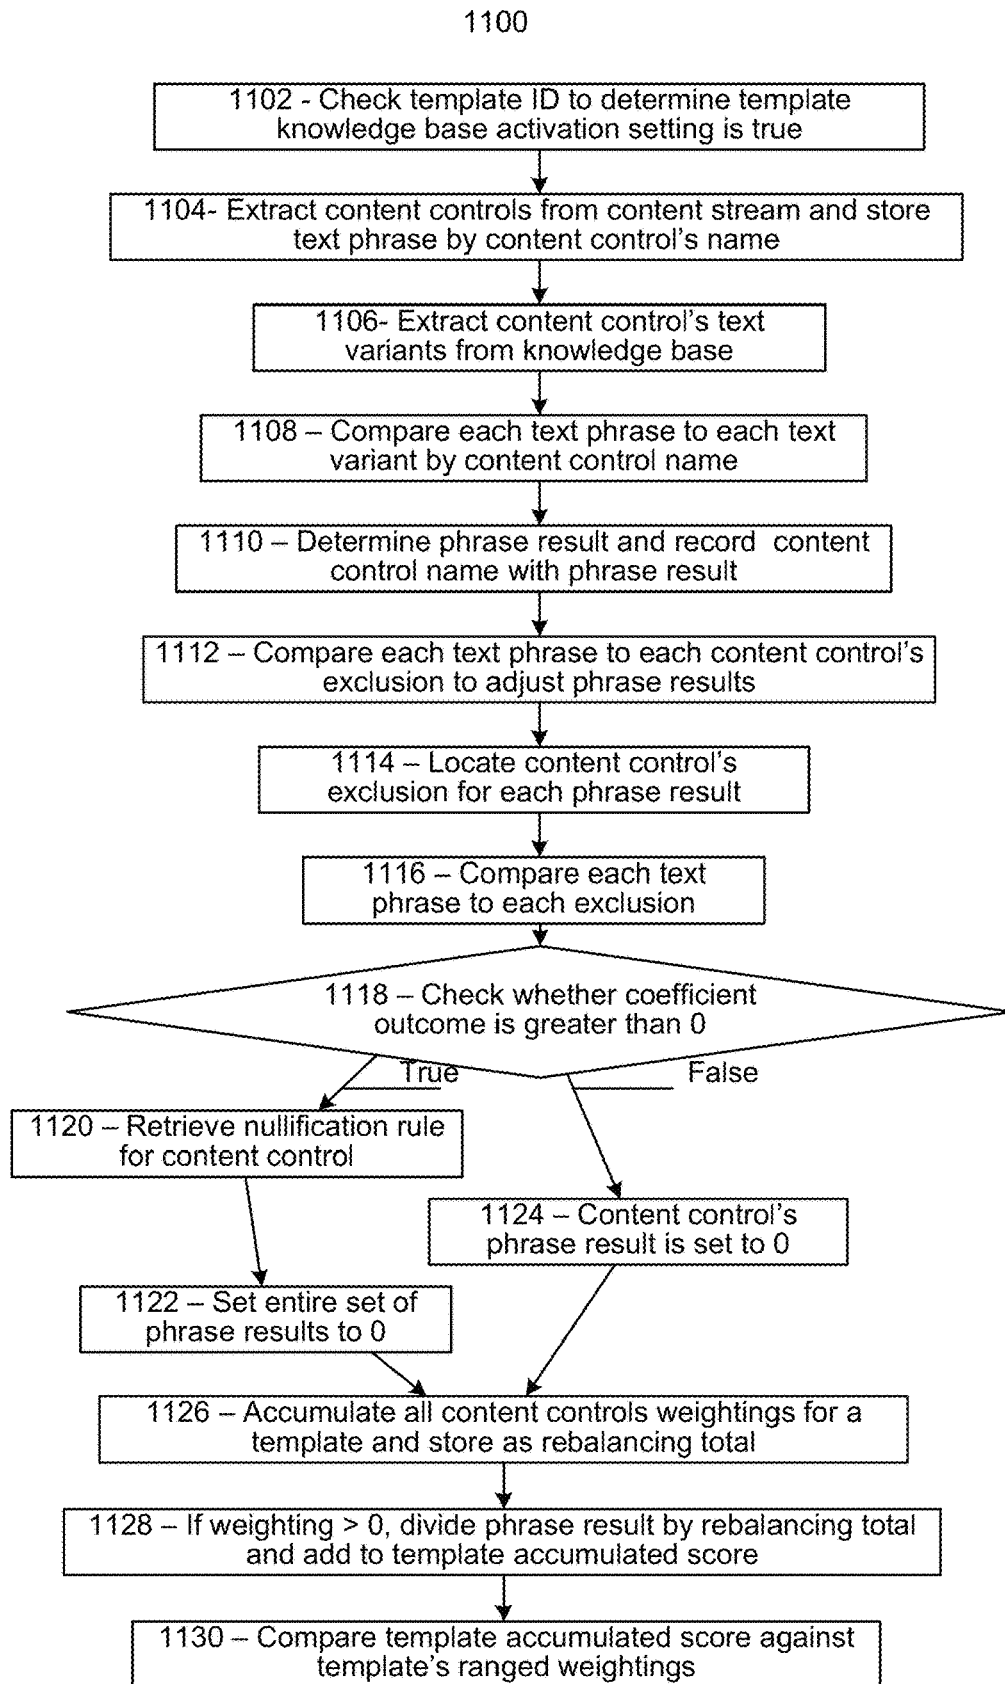 1100
1102 - Check template ID to determine template
knowledge base activation setting is true
1104- Extract content controls from content stream and store
text phrase by content control's name
1106- Extract content control's text
variants from knowledge base
1108 – Compare each text phrase to each text
variant by content control name
1110 – Determine phrase result and record content
control name with phrase result
1112 – Compare each text phrase to each content control's
exclusion to adjust phrase results
1114 – Locate content control's
exclusion for each phrase result
1116 – Compare each text
phrase to each exclusion
1118 – Check whether coefficient
outcome is greater than 0
True
False
1120 – Retrieve nullification rule
for content control
1124 – Content control's
phrase result is set to 0
1122 – Set entire set of
phrase results to 0
1126 – Accumulate all content controls weightings for a
template and store as rebalancing total
1128 – If weighting > 0, divide phrase result by rebalancing total
and add to template accumulated score
1130 – Compare template accumulated score against
template's ranged weightings